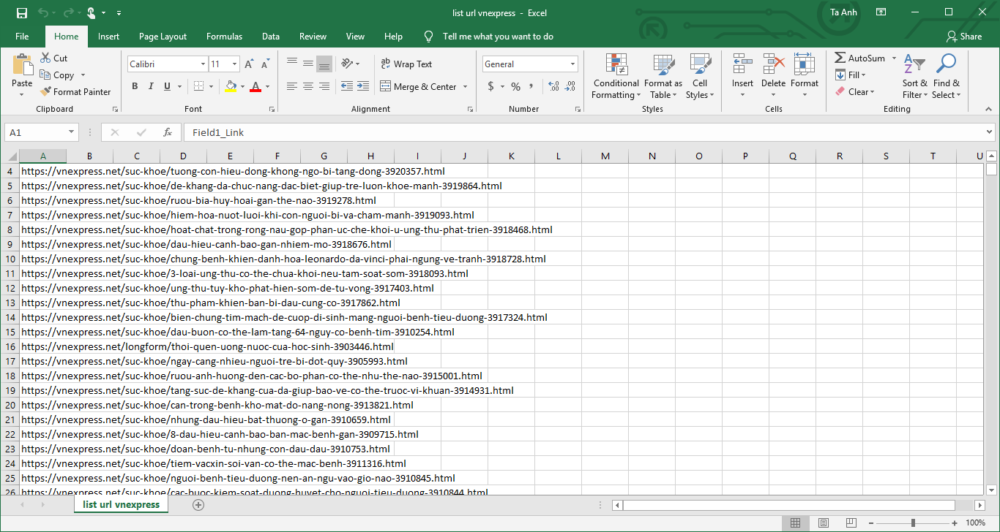 list url vnexpress - Excel
Ta Anh
File Home Insert Page Layout Formulas Data Review View Help Tell me what you want to do Share
Cut
Copy
Format Painter
Paste
Clipboard
Calibri 11
B I U A
Font
Wrap Text
Merge & Center
Alignment
General
$ % ,
Number
Conditional Formatting
Format as Table
Cell Styles
Styles
Insert Delete Format
Cells
AutoSum
Fill
Clear
Sort & Filter
Find & Select
Editing
A1 fx Field1_Link
A B C D E F G H I J K L M N O P Q R S T U
4 https://vnexpress.net/suc-khoe/tuong-con-hieu-dong-khong-ngo-bi-tang-dong-3920357.html
5 https://vnexpress.net/suc-khoe/de-khang-da-chuc-nang-dac-biet-giup-tre-luon-khoe-manh-3919864.html
6 https://vnexpress.net/suc-khoe/ruou-bia-huy-hoai-gan-the-nao-3919278.html
7 https://vnexpress.net/suc-khoe/hiem-hoa-nuot-luoi-khi-con-nguoi-bi-va-cham-manh-3919093.html
8 https://vnexpress.net/suc-khoe/hoat-chat-trong-rong-nau-gop-phan-uc-che-khoi-u-ung-thu-phat-trien-3918468.html
9 https://vnexpress.net/suc-khoe/dau-hieu-canh-bao-gan-nhiem-mo-3918676.html
10 https://vnexpress.net/suc-khoe/chung-benh-khien-danh-hoa-leonardo-da-vinci-phai-ngung-ve-tranh-3918728.html
11 https://vnexpress.net/suc-khoe/3-loai-ung-thu-co-the-chua-khoi-neu-tam-soat-som-3918093.html
12 https://vnexpress.net/suc-khoe/ung-thu-tuy-kho-phat-hien-som-de-tu-vong-3917403.html
13 https://vnexpress.net/suc-khoe/thu-pham-khien-ban-bi-dau-cung-co-3917862.html
14 https://vnexpress.net/suc-khoe/bien-chung-tim-mach-de-cuop-di-sinh-mang-nguoi-benh-tieu-duong-3917324.html
15 https://vnexpress.net/suc-khoe/dau-buon-co-the-lam-tang-64-nguy-co-benh-tim-3910254.html
16 https://vnexpress.net/longform/thoi-quen-uong-nuoc-cua-hoc-sinh-3903446.html
17 https://vnexpress.net/suc-khoe/ngay-cang-nhieu-nguoi-tre-bi-dot-quy-3905993.html
18 https://vnexpress.net/suc-khoe/ruou-anh-huong-den-cac-bo-phan-co-the-nhu-the-nao-3915001.html
19 https://vnexpress.net/suc-khoe/tang-suc-de-khang-cua-da-giup-bao-ve-co-the-truoc-vi-khuan-3914931.html
20 https://vnexpress.net/suc-khoe/can-trong-benh-kho-mat-do-nang-nong-3913821.html
21 https://vnexpress.net/suc-khoe/nhung-dau-hieu-bat-thuong-o-gan-3910659.html
22 https://vnexpress.net/suc-khoe/8-dau-hieu-canh-bao-ban-mac-benh-gan-3909715.html
23 https://vnexpress.net/suc-khoe/doan-benh-tu-nhung-con-dau-dau-3910753.html
24 https://vnexpress.net/suc-khoe/tiem-vacxin-soi-van-co-the-mac-benh-3911316.html
25 https://vnexpress.net/suc-khoe/nguoi-benh-tieu-duong-nen-an-ngu-vao-gio-nao-3910845.html
26 https://vnexpress.net/suc-khoe/cac-buoc-kiem-soat-duong-huyet-cho-nguoi-tieu-duong-3910844.html
list url vnexpress
100%